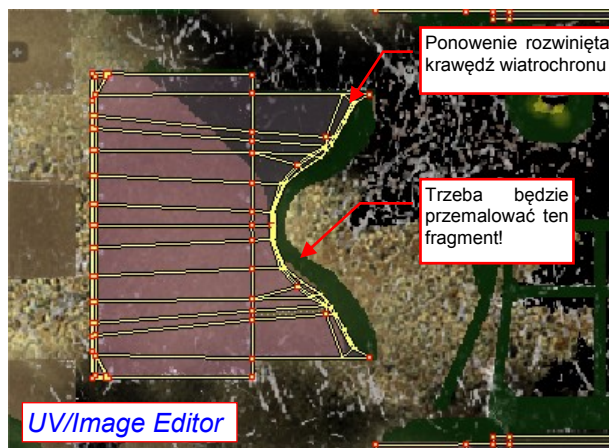 Ponowenie rozwinięta
krawędź wiatrochronu
Trzeba będzie
przemalować ten
fragment!
UV/Image Editor